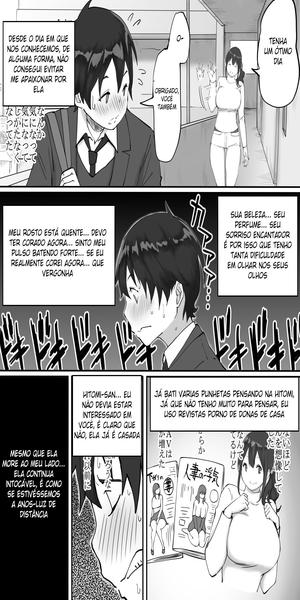 DESDE O DIA EM QUE
NOS CONHECEMOS, DE
ALGUMA FORMA, NÃO
CONSEGUI EVITAR
ME APAIXONAR POR
ELA
TENHA
UM ÓTIMO
DIA
O-
OBRIGADO, VOCÊ
TAMBÉM
SUA BELEZA... SEU
PERFUME... SEU
SORRISO ENCANTADOR
É POR ISSO QUE TENHO
TANTA DIFICULDADE
EM OLHAR NOS SEUS
OLHOS
MEU ROSTO ESTÁ QUENTE... DEVO
TER CORADO AGORA... SINTO MEU
PULSO BATENDO FORTE... SE EU
REALMENTE COREI AGORA... QUE
VERGONHA
ドキ
ドキ
JÁ BATI VARIAS PUNHETAS PENSANDO NA HITOMI,
JÁ QUE NÃO TENHO MUITO PARA PENSAR, EU
USO REVISTAS PORNO DE DONAS DE CASA
HITOMI-SAN... EU
NÃO DEVIA ESTAR
INTERESSADO EM
VOCÊ, É CLARO QUE
NÃO, ELA JÁ É CASADA
MESMO QUE ELA
MORE AO MEU LADO...
ELA CONTINUA
INTOCÁVEL, É COMO
SE ESTIVÉSSEMOS
A ANOS-LUZ DE
DISTÂNCIA